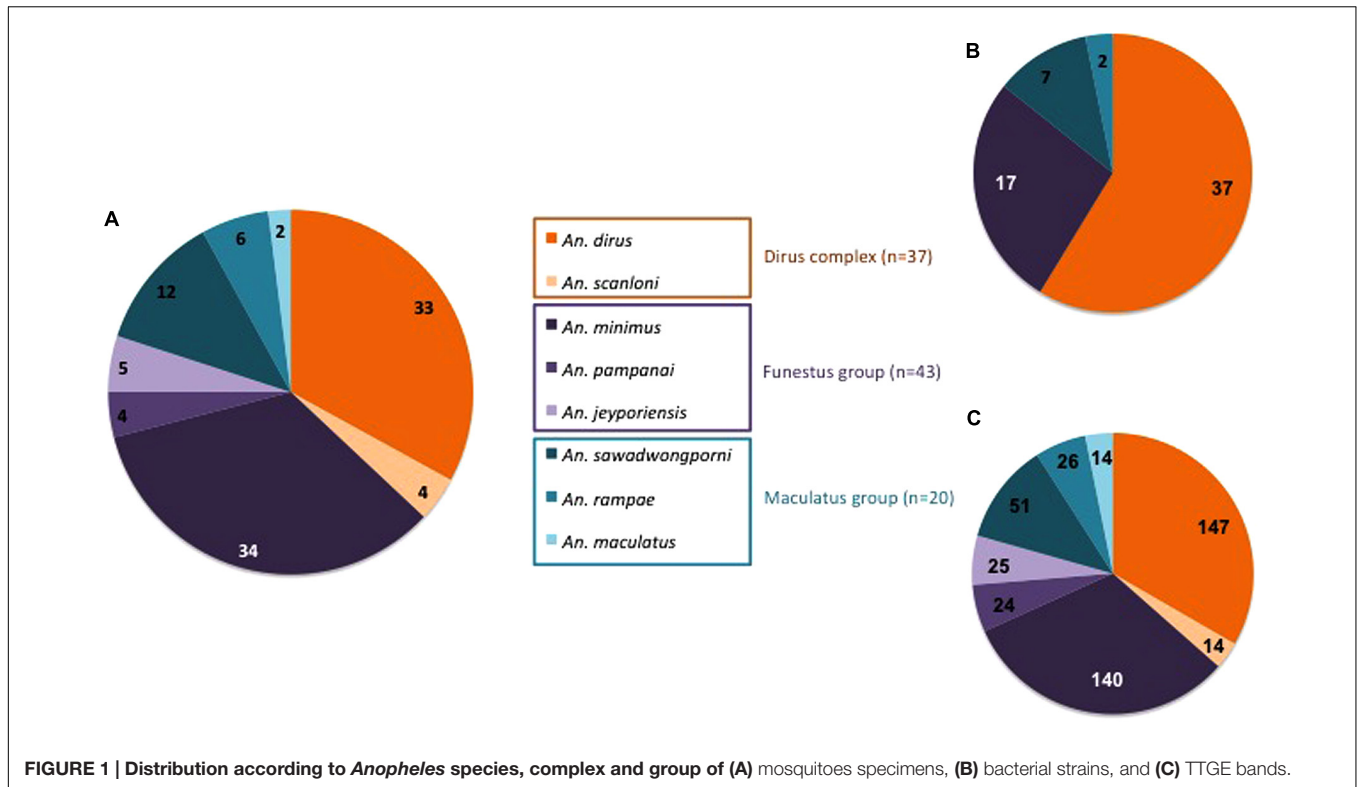 A
33
4
34
4
5
12
6
2
An. dirus
An. scanloni
Dirus complex (n=37)
An. minimus
An. pampanai
An. jeyporiensis
Funestus group (n=43)
An. sawadwongporni
An. rampae
An. maculatus
Maculatus group (n=20)
B
37
17
7
2
C
147
14
140
24
25
51
26
14
FIGURE 1 | Distribution according to Anopheles species, complex and group of (A) mosquitoes specimens, (B) bacterial strains, and (C) TTGE bands.